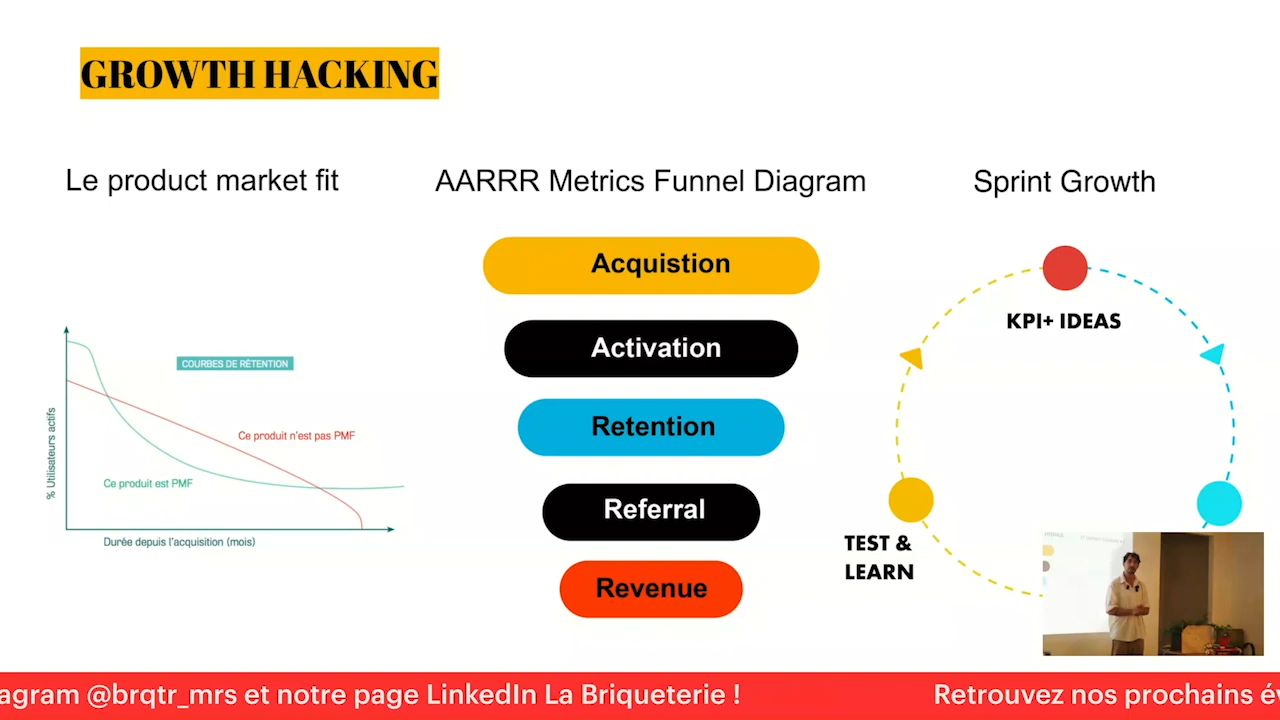 GROWTH HACKING
Le product market fit
COURBES DE RÉTENTION
% Utilisateurs actifs
Ce produit n'est pas PMF
Ce produit est PMF
Durée depuis l'acquisition (mois)
AARRR Metrics Funnel Diagram
Acquistion
Activation
Retention
Referral
Revenue
Sprint Growth
KPI+ IDEAS
TEST &
LEARN
agram @brqtr_mrs et notre page LinkedIn La Briqueterie !
Retrouvez nos prochains év